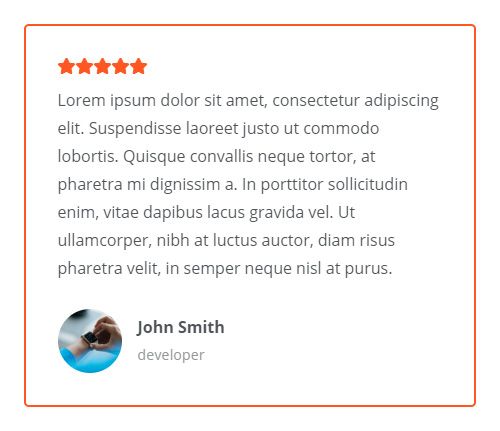 Lorem ipsum dolor sit amet, consectetur adipiscing
elit. Suspendisse laoreet justo ut commodo
lobortis. Quisque convallis neque tortor, at
pharetra mi dignissim a. In porttitor sollicitudin
enim, vitae dapibus lacus gravida vel. Ut
ullamcorper, nibh at luctus auctor, diam risus
pharetra velit, in semper neque nisl at purus.
John Smith
developer